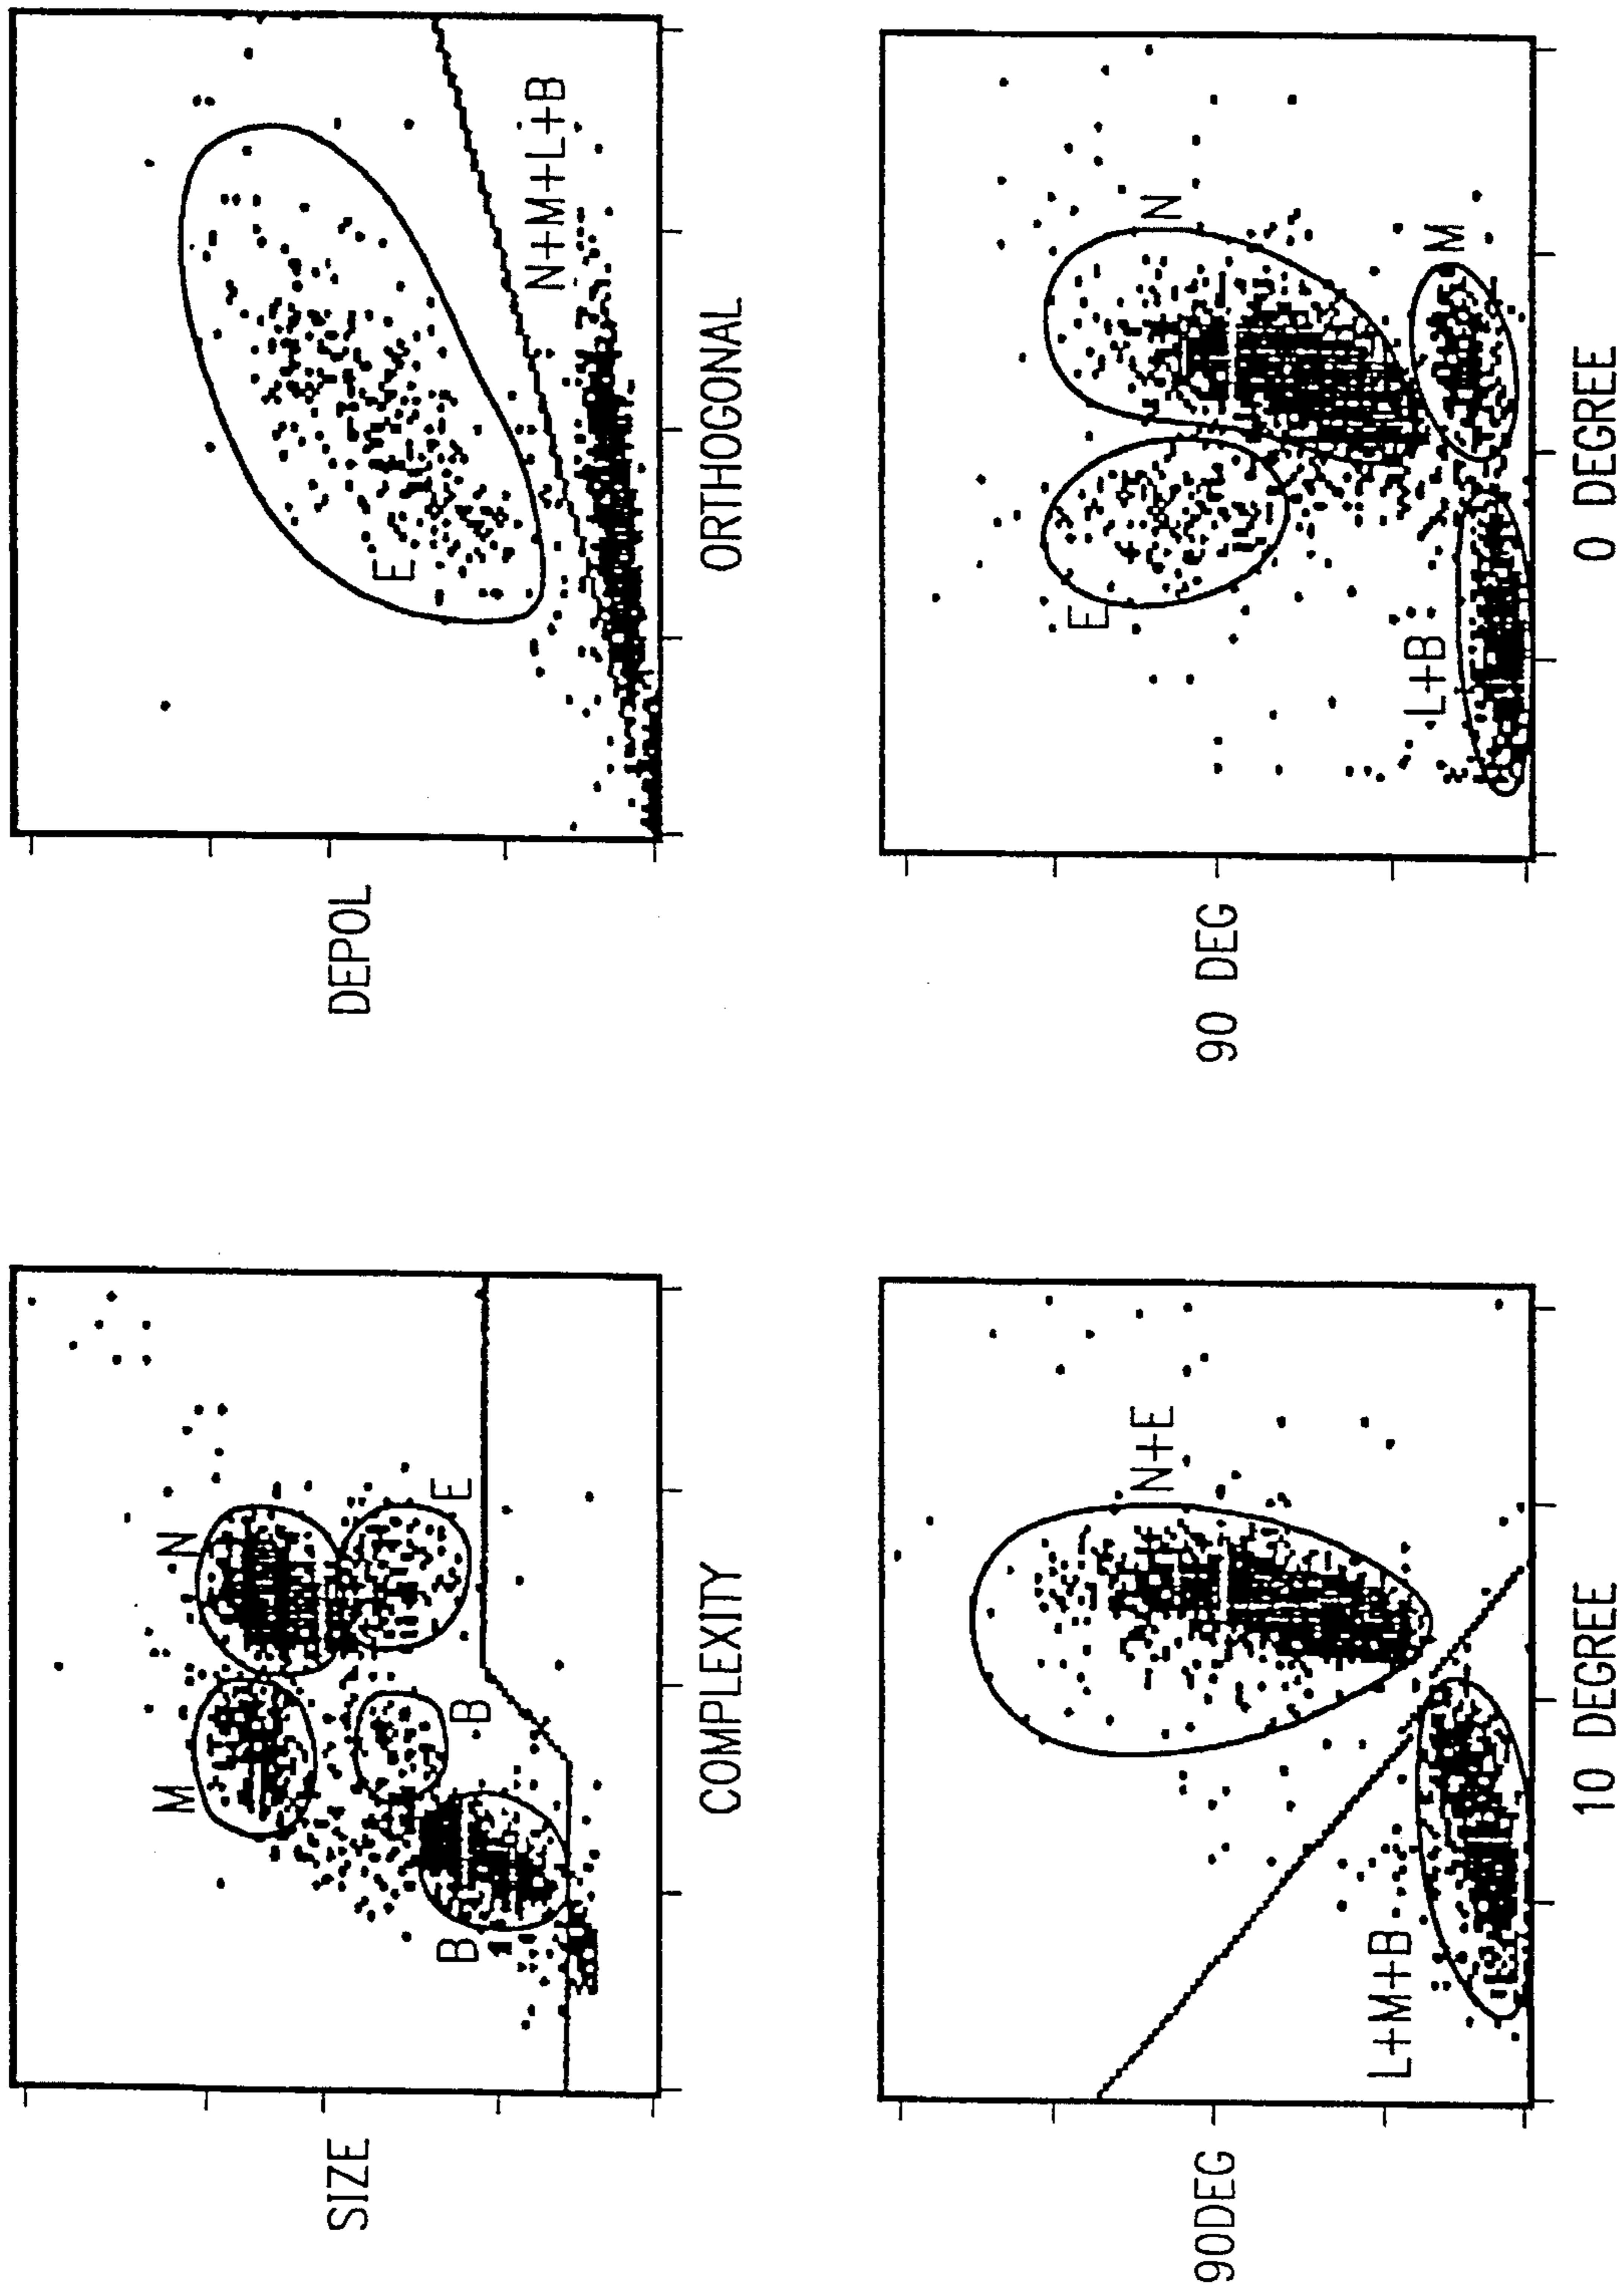 SIZE
M
N
B
B
E
COMPLEXITY
DEPOL
E
N+M+L+B
ORTHOGONAL
90DEG
L+M+B
N+E
10 DEGREE
90 DEG
E
N
L+B
M
0 DEGREE